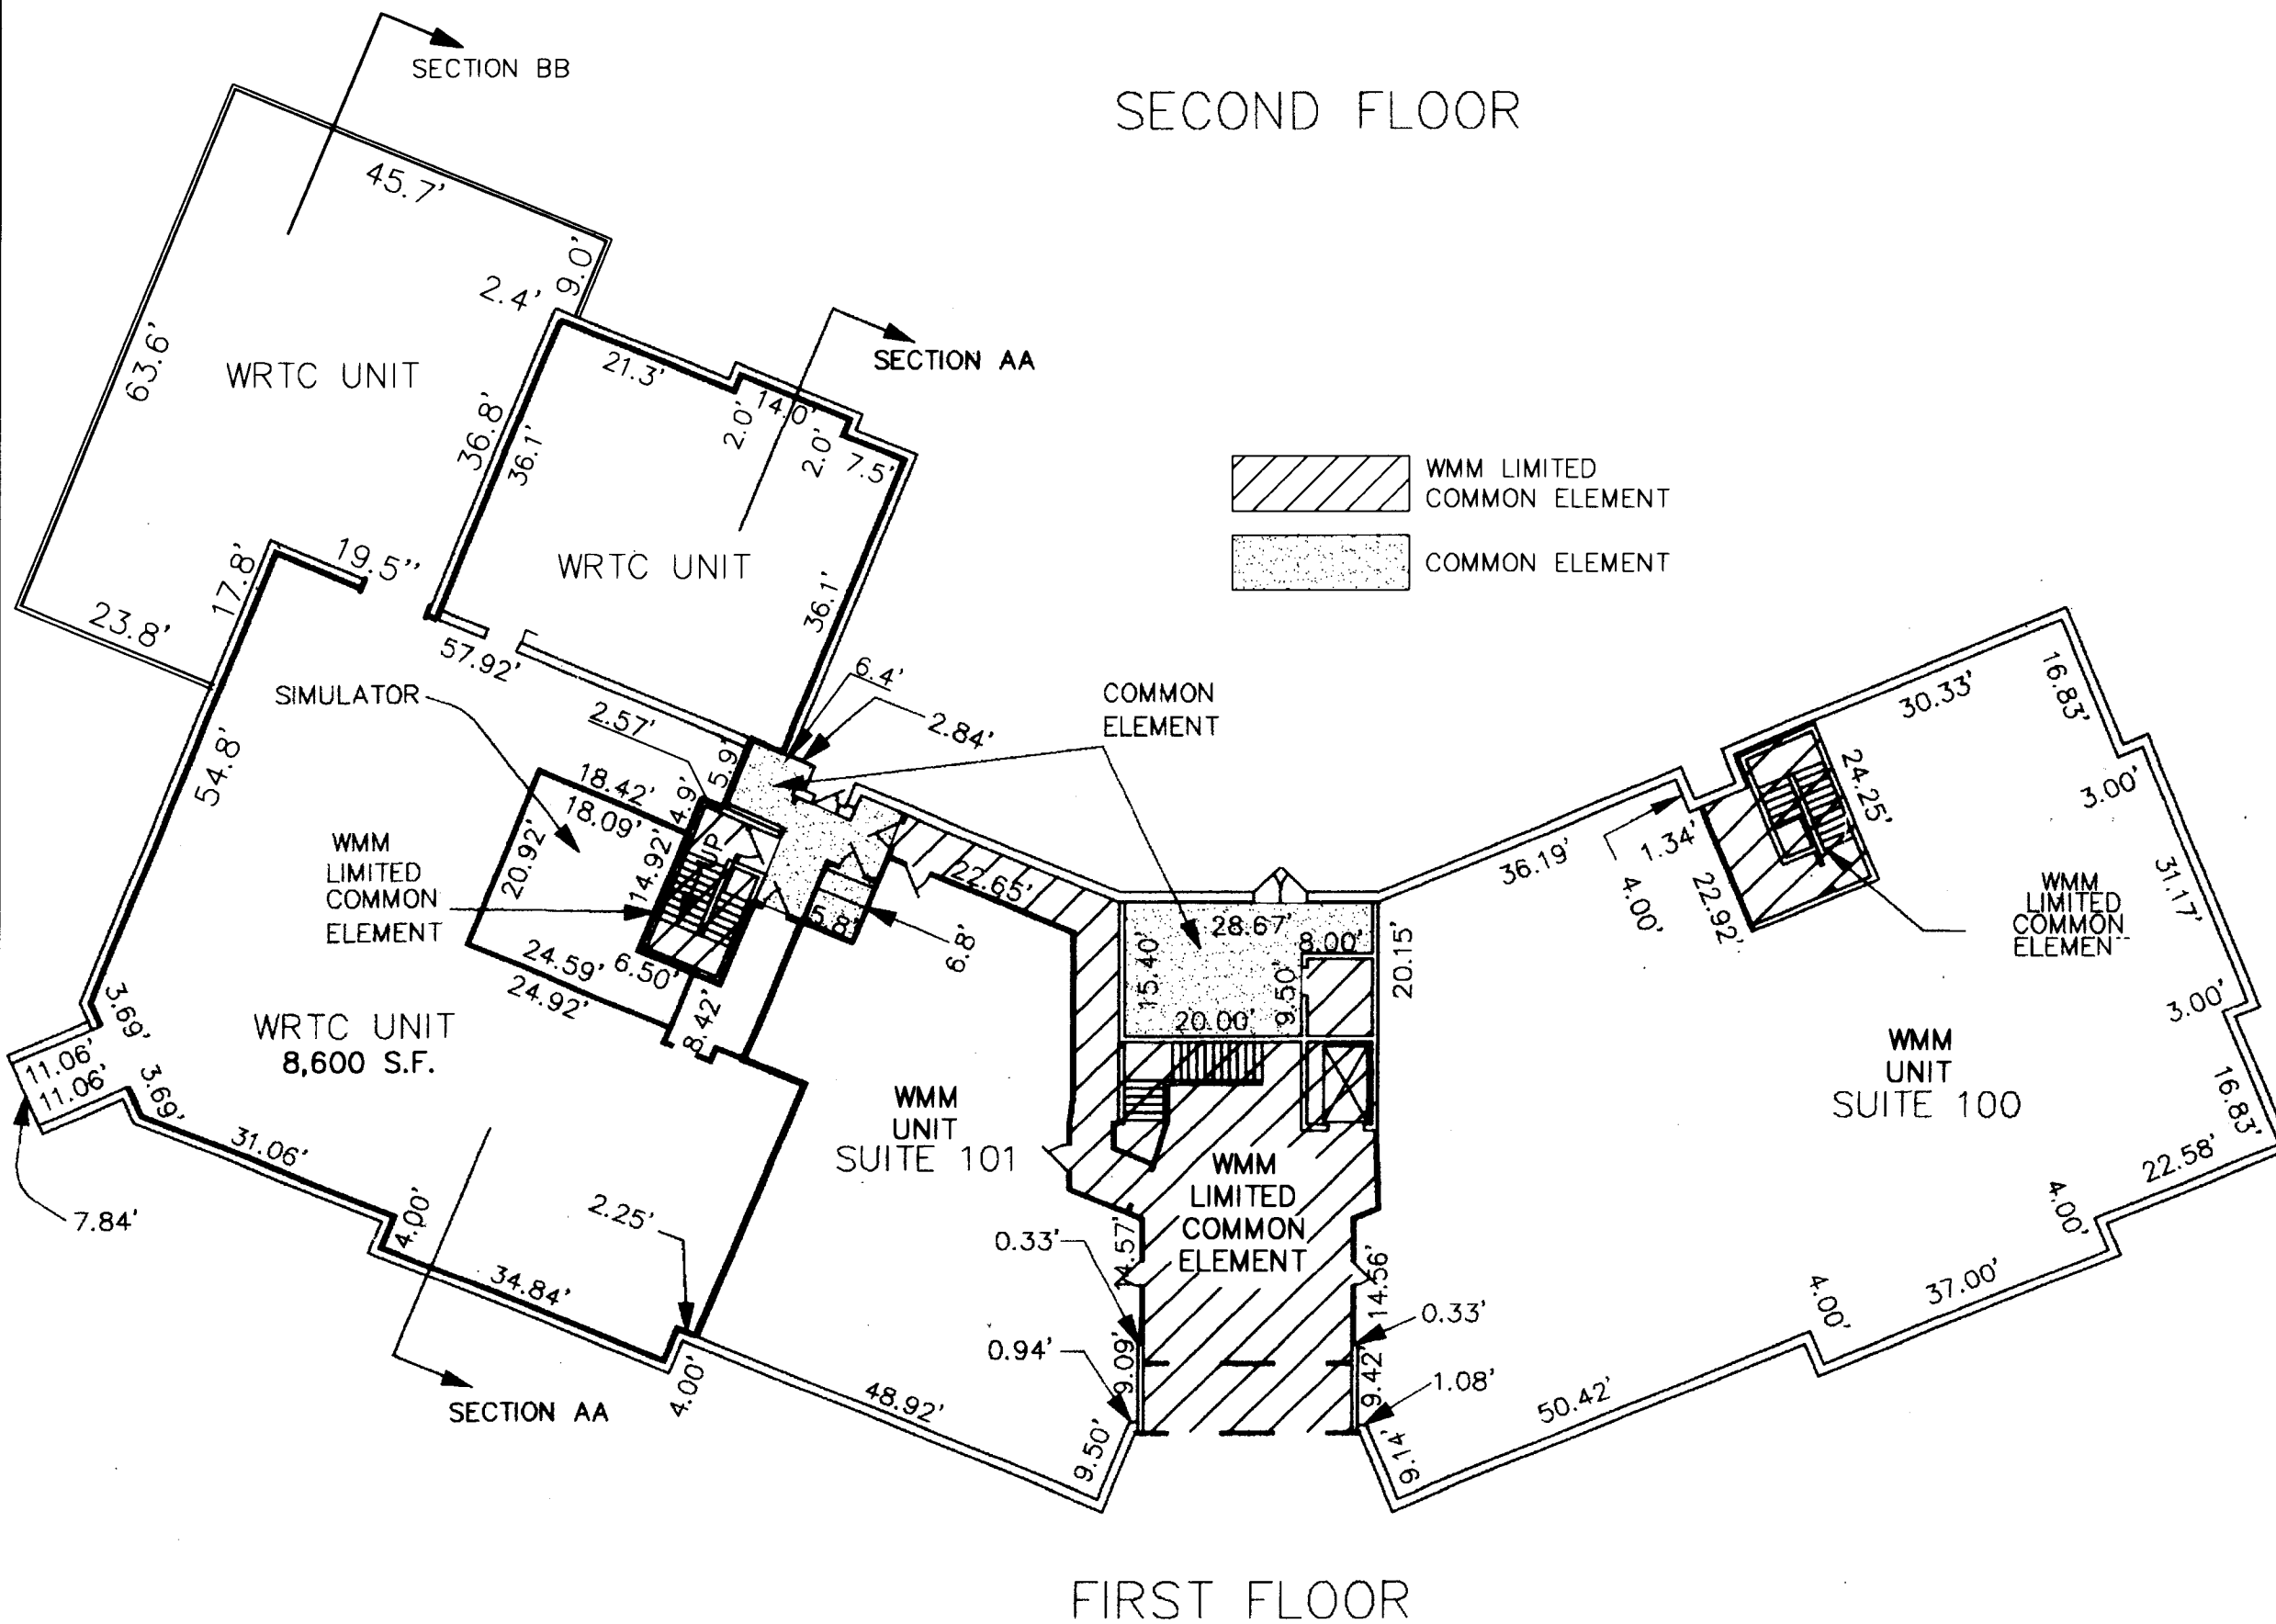 SECTION BB
SECOND FLOOR
45.7'
9.0'
2.4'
63.6'
WRTC UNIT
SECTION AA
21.3'
14.0'
2.0'
2.0'
7.5'
36.8'
36.1'
WMM LIMITED
COMMON ELEMENT
COMMON ELEMENT
WRTC UNIT
19.5''
17.8'
36.1'
23.8'
57.92'
6.4'
SIMULATOR
2.57'
2.84'
COMMON
ELEMENT
30.33'
16.83'
54.8'
5.9'
4.9'
18.42'
18.09'
24.25'
3.00'
20.92'
14.92'
UP
WMM
LIMITED
COMMON
ELEMENT
22.65'
36.19'
1.34'
4.00'
22.92'
WMM
LIMITED
COMMON
ELEMEN
31.17'
5.8'
6.8'
28.67'
8.00'
15.40'
9.50'
20.15'
20.00'
24.59'
6.50'
24.92'
8.42'
3.69'
3.00'
WRTC UNIT
8,600 S.F.
11.06'
11.06'
3.69'
WMM
UNIT
SUITE 101
WMM
UNIT
SUITE 100
16.83'
31.06'
7.84'
4.00'
2.25'
WMM
LIMITED
COMMON
ELEMENT
22.58'
4.00'
34.84'
0.33'
14.57'
14.56'
0.33'
4.00'
37.00'
0.94'
9.09'
9.42'
1.08'
SECTION AA
4.00'
48.92'
9.50'
9.14'
50.42'
FIRST FLOOR